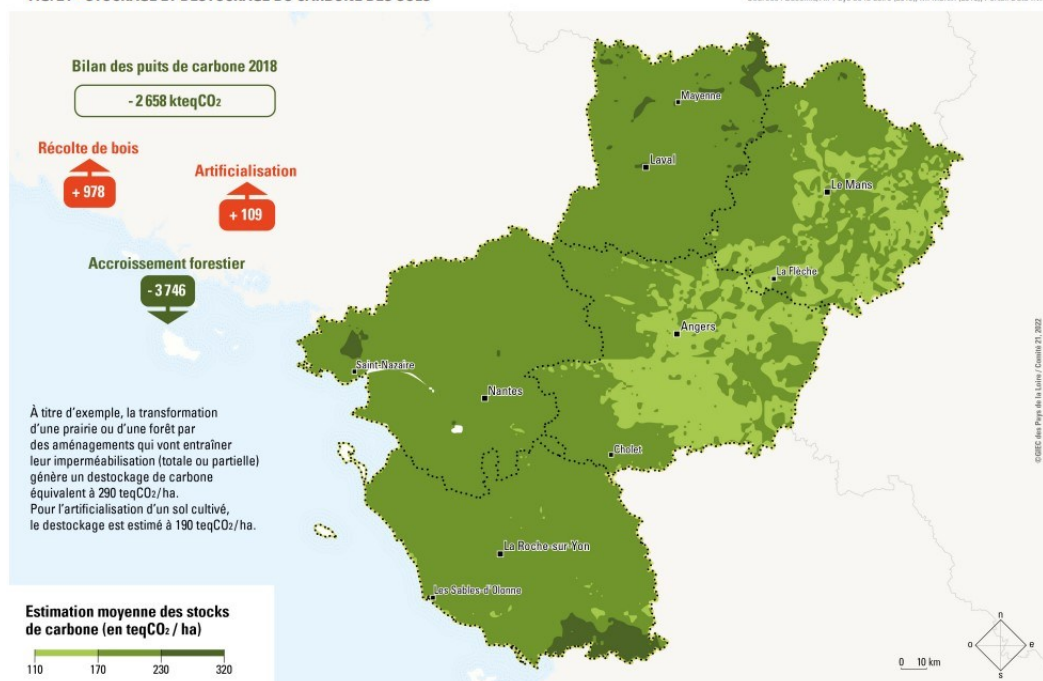 Bilan des puits de carbone 2018
- 2 658 kteqCO₂
Récolte de bois
+ 978
Artificialisation
+ 109
Accroissement forestier
- 3 746
À titre d'exemple, la transformation
d'une prairie ou d'une forêt par
des aménagements qui vont entraîner
leur imperméabilisation (totale ou partielle)
génère un destockage de carbone
équivalent à 290 teqCO₂/ha.
Pour l'artificialisation d'un sol cultivé,
le destockage est estimé à 190 teqCO₂/ha.
Estimation moyenne des stocks
de carbone (en teqCO₂ / ha)
110 170 230 320
Mayenne
Laval
Le Mans
La Flèche
Angers
Saint-Nazaire
Nantes
Cholet
La Roche-sur-Yon
Les Sables-d'Olonne
0 10 km
n
o e
s
©GIEC des Pays de la Loire / Comité 21, 2022